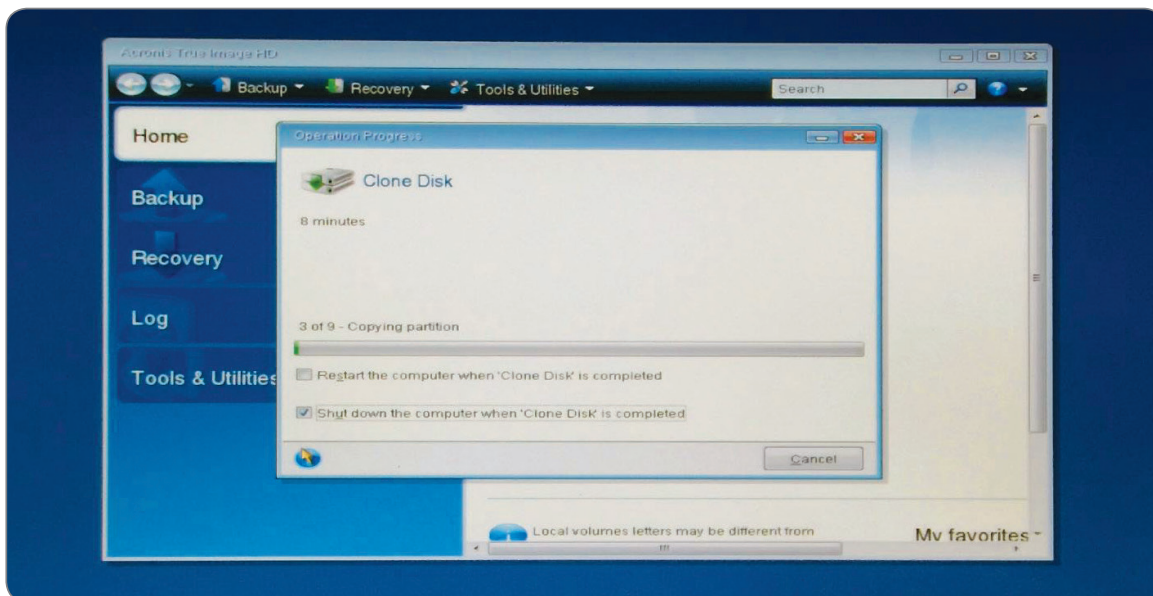 Acronis True Image HD
Backup Recovery Tools & Utilities Search
Home
Backup
Recovery
Log
Tools & Utilities
Operation Progress
Clone Disk
8 minutes
3 of 9 - Copying partition
Restart the computer when 'Clone Disk' is completed
Shut down the computer when 'Clone Disk' is completed
Cancel
Local volumes letters may be different from
My favorites